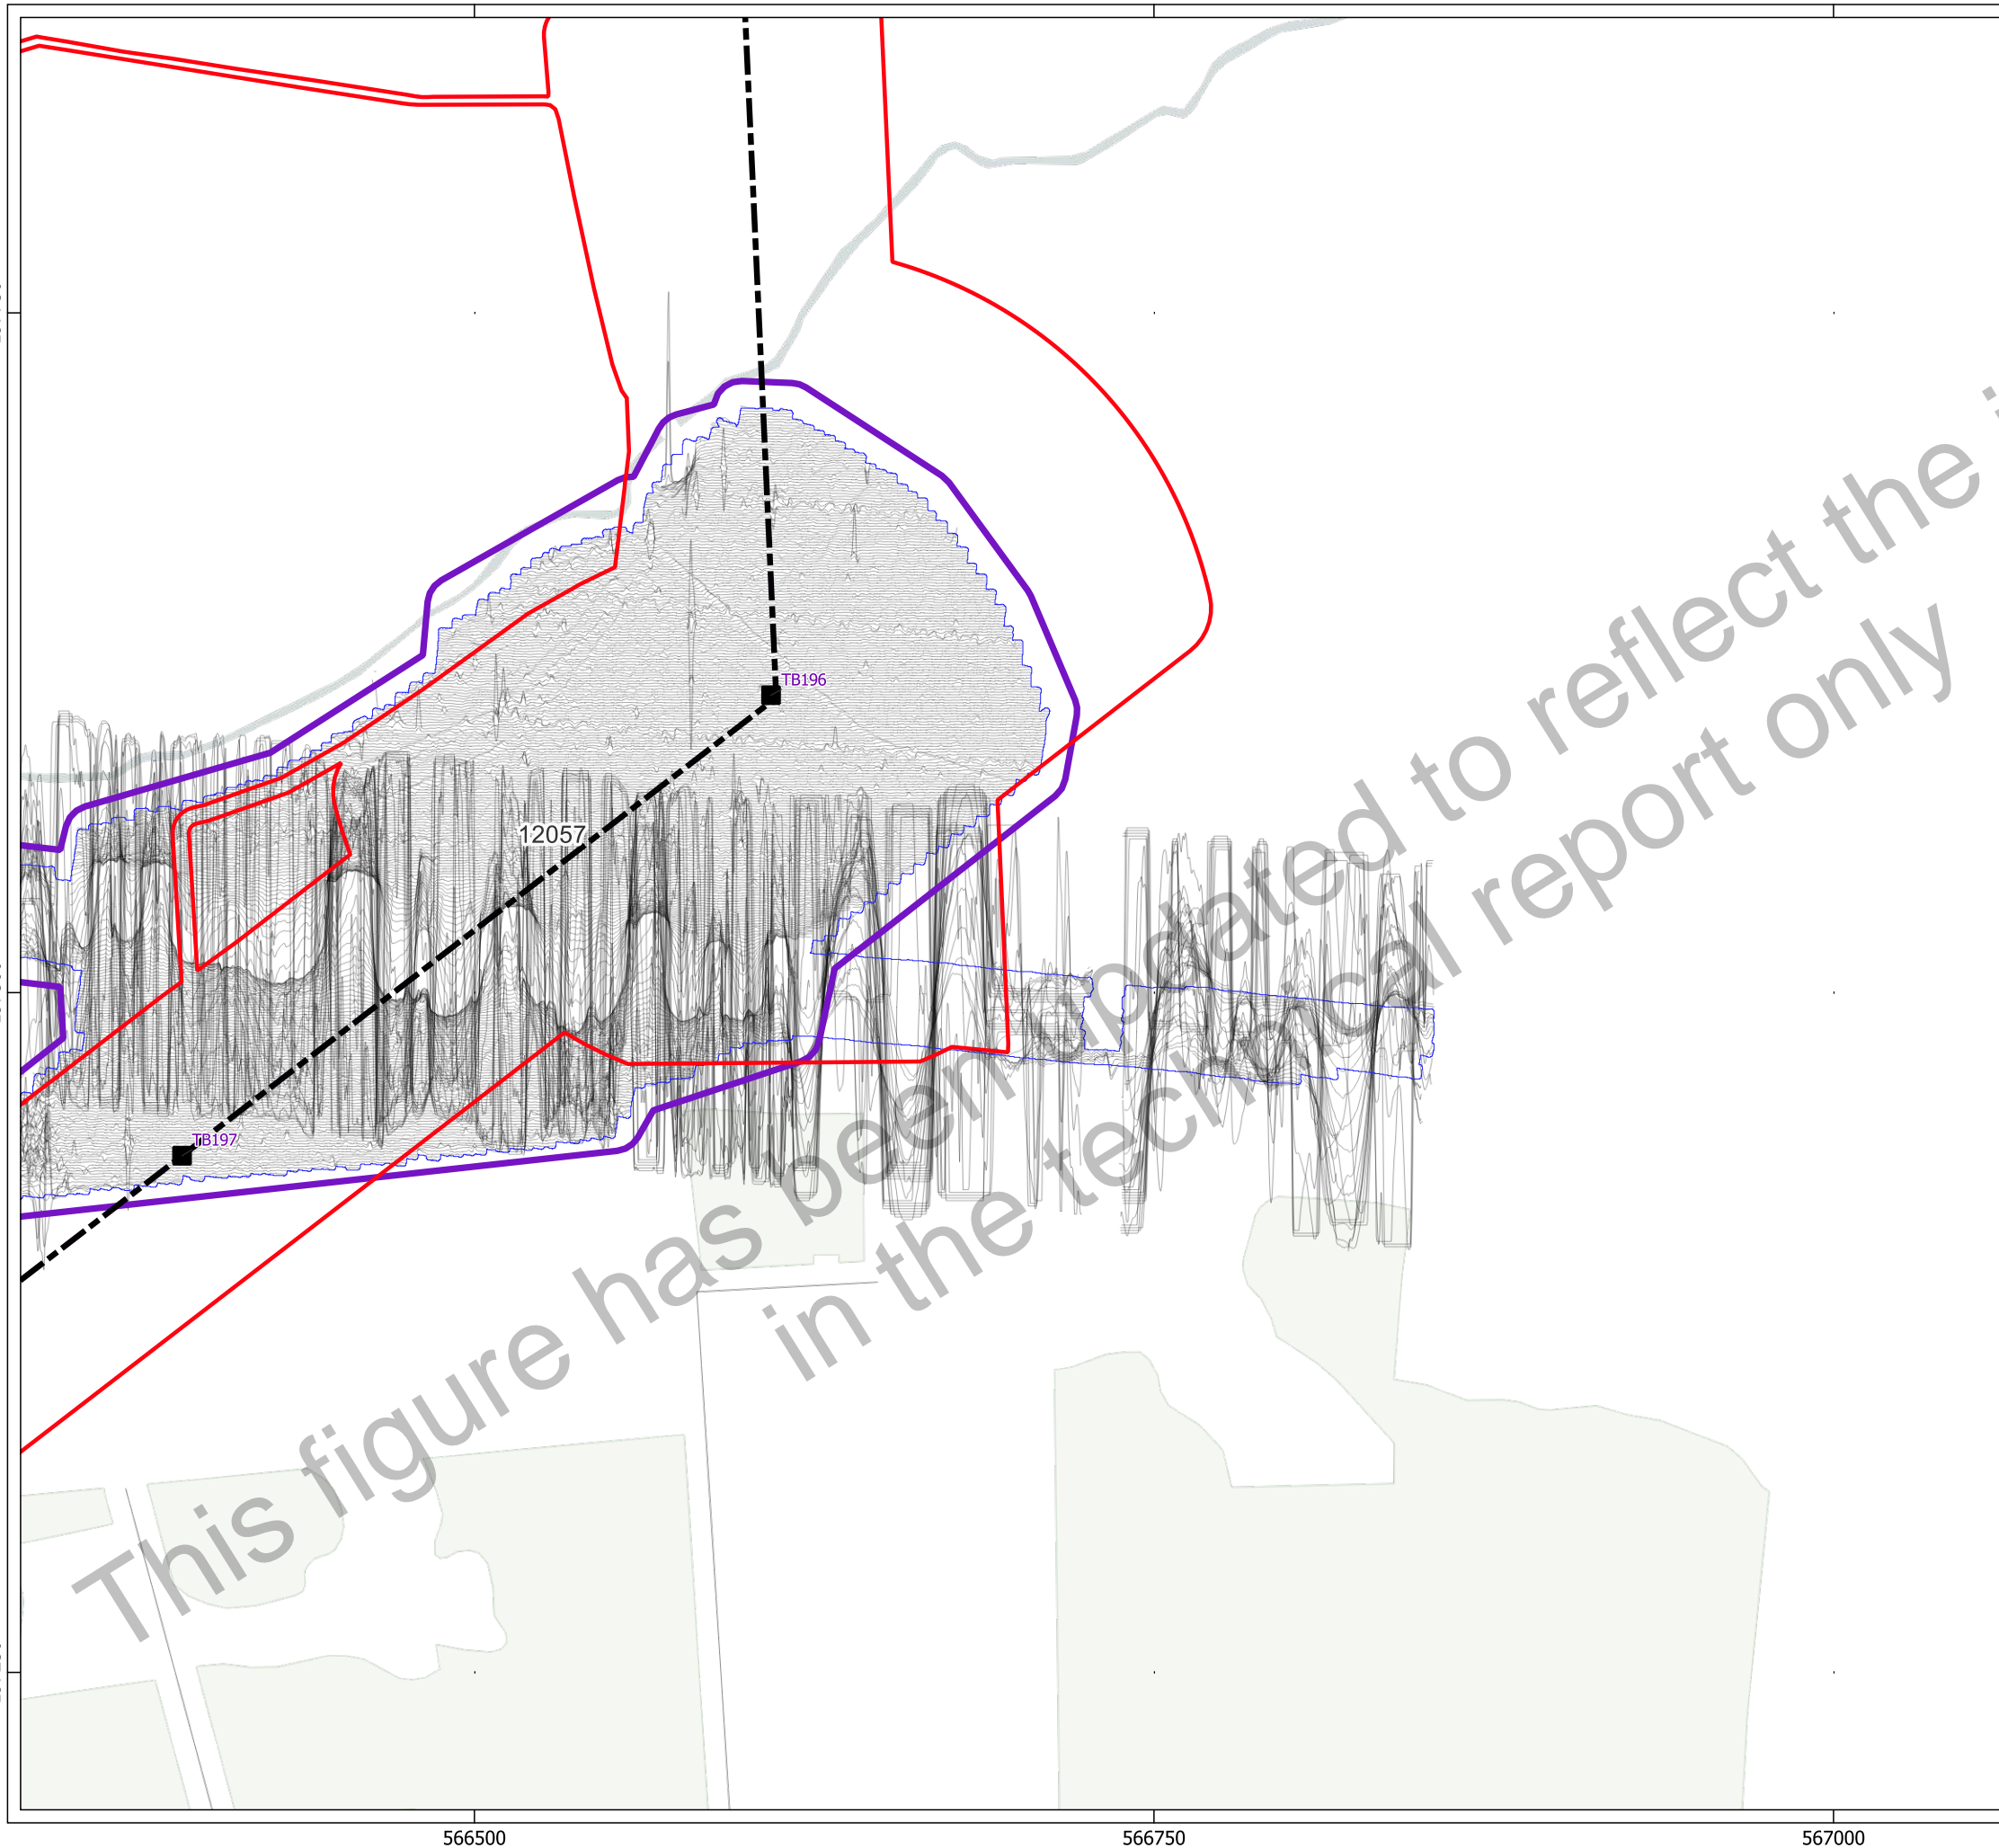 TB196
12057
TB197
This figure has been updated to reflect the
in the technical report only
566500
566750
567000